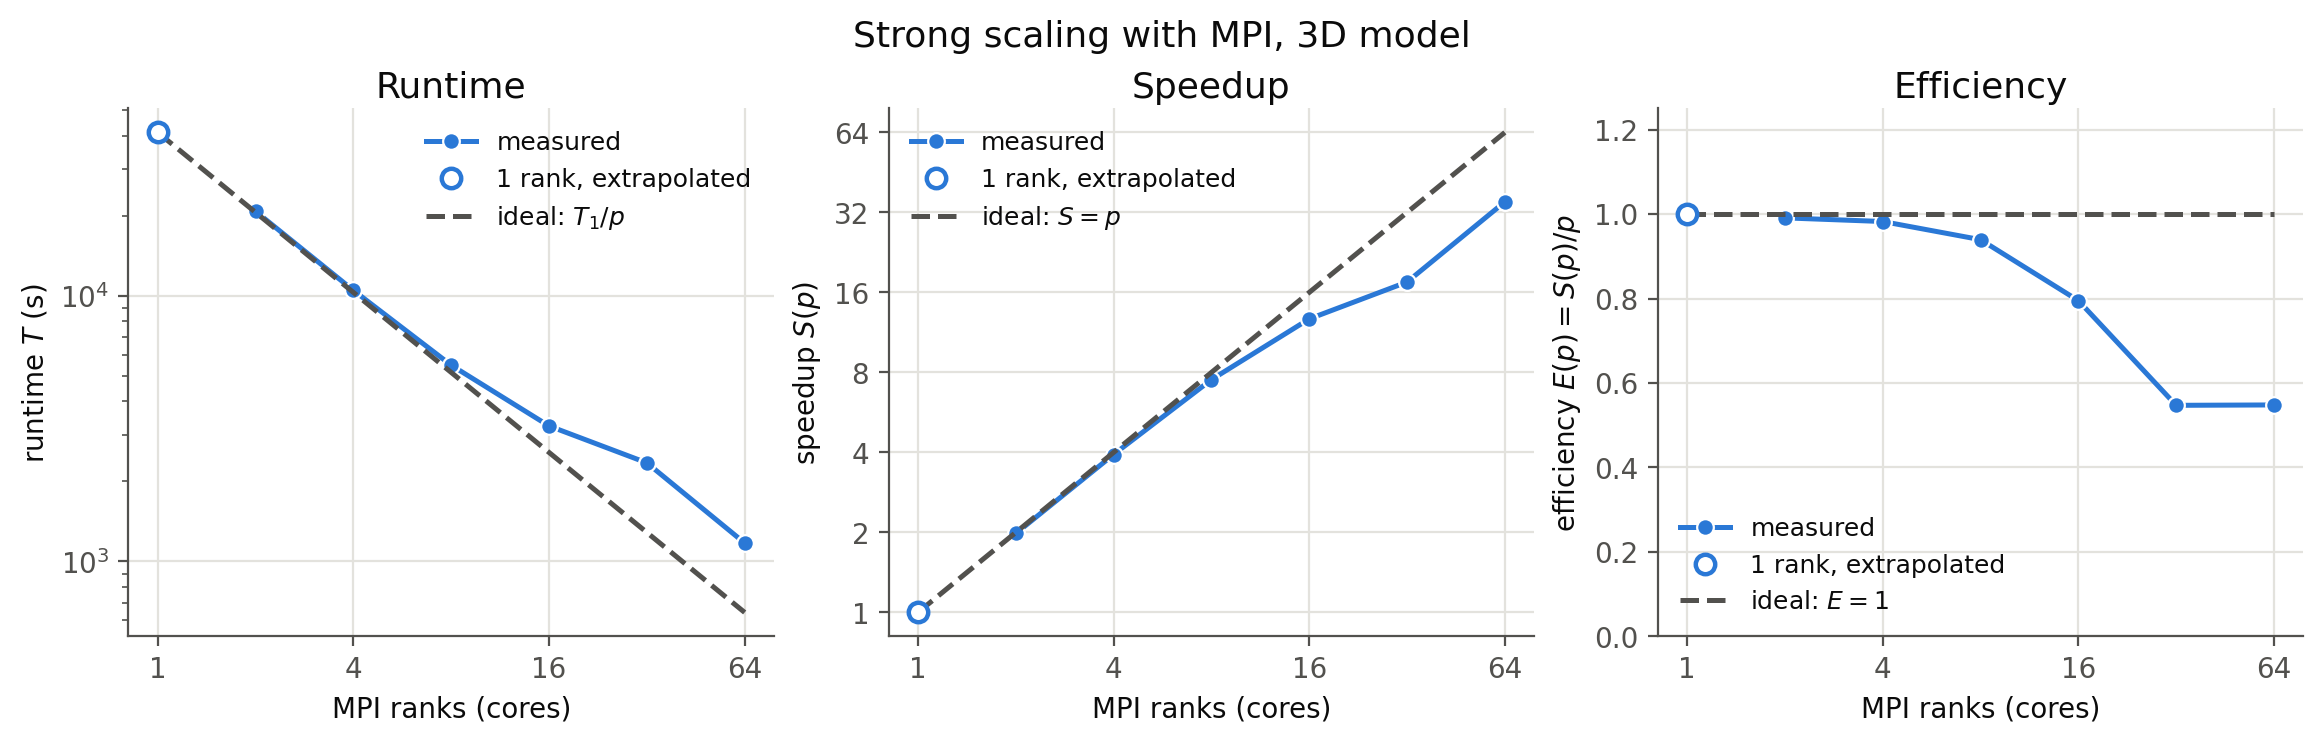 Strong scaling with MPI, 3D model
Runtime
measured
1 rank, extrapolated
ideal: T₁/p
10⁴
10³
runtime T (s)
1
4
16
64
MPI ranks (cores)
Speedup
measured
1 rank, extrapolated
ideal: S = p
64
32
16
8
4
2
1
speedup S(p)
1
4
16
64
MPI ranks (cores)
Efficiency
1.2
1.0
0.8
0.6
0.4
0.2
0.0
efficiency E(p) = S(p)/p
measured
1 rank, extrapolated
ideal: E = 1
1
4
16
64
MPI ranks (cores)